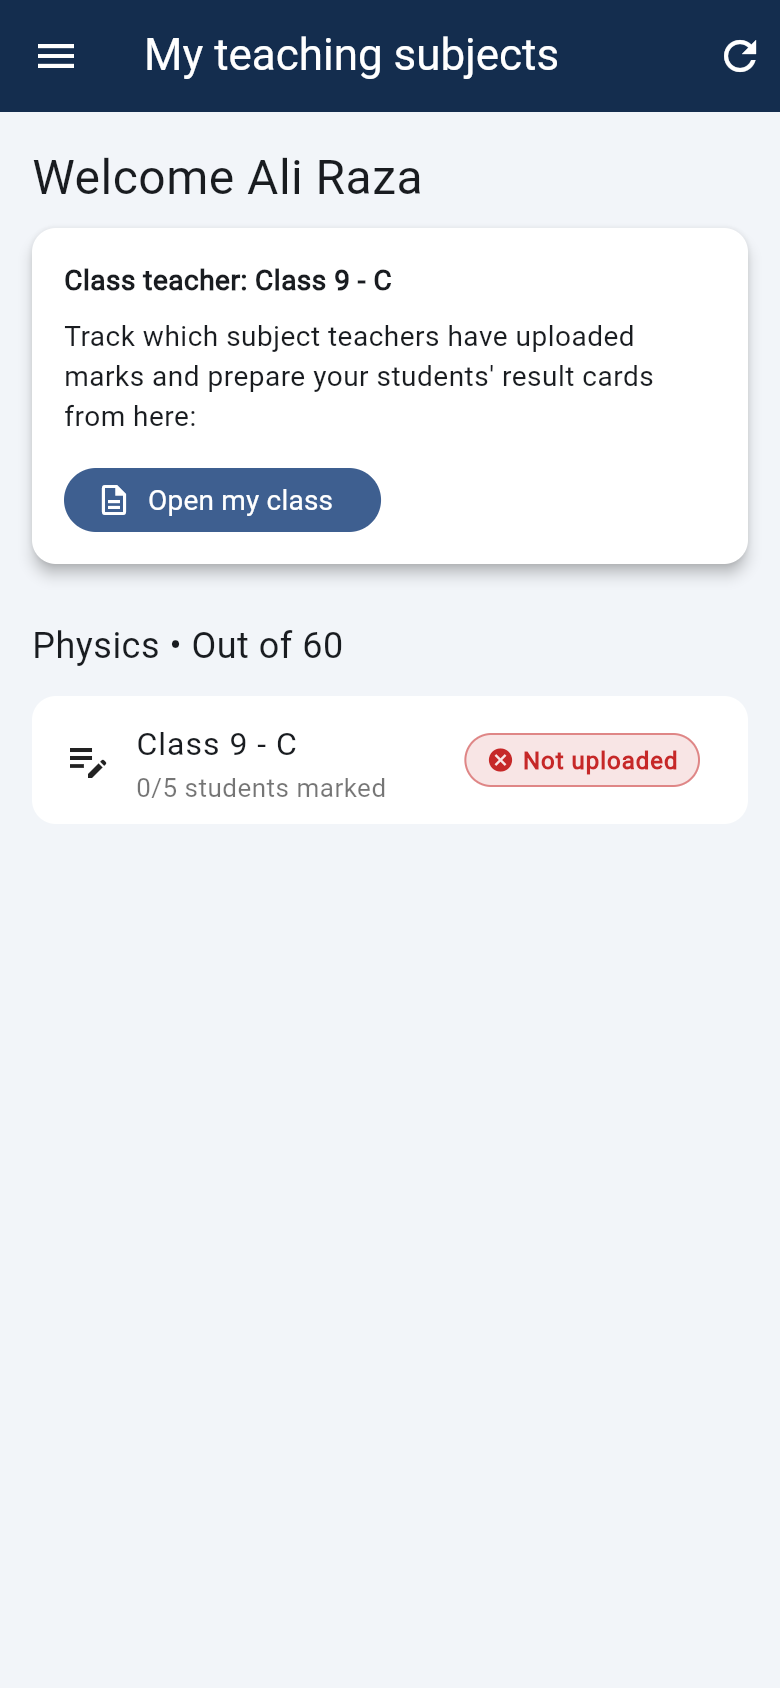 My teaching subjects
Welcome Ali Raza
Class teacher: Class 9 - C
Track which subject teachers have uploaded
marks and prepare your students' result cards
from here:
Open my class
Physics • Out of 60
Class 9 - C
Not uploaded
0/5 students marked